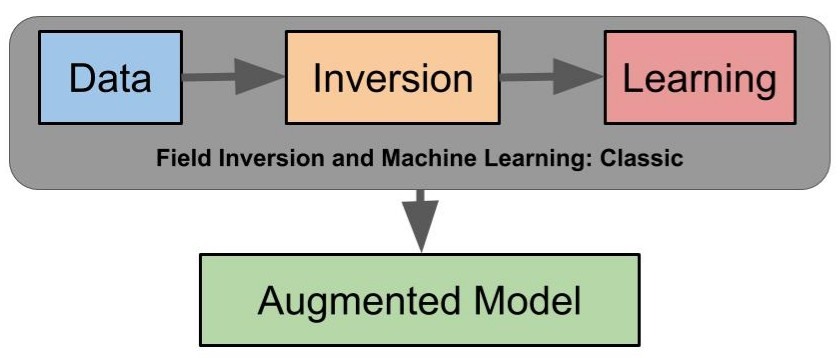 Data
Inversion
Learning
Field Inversion and Machine Learning: Classic
Augmented Model